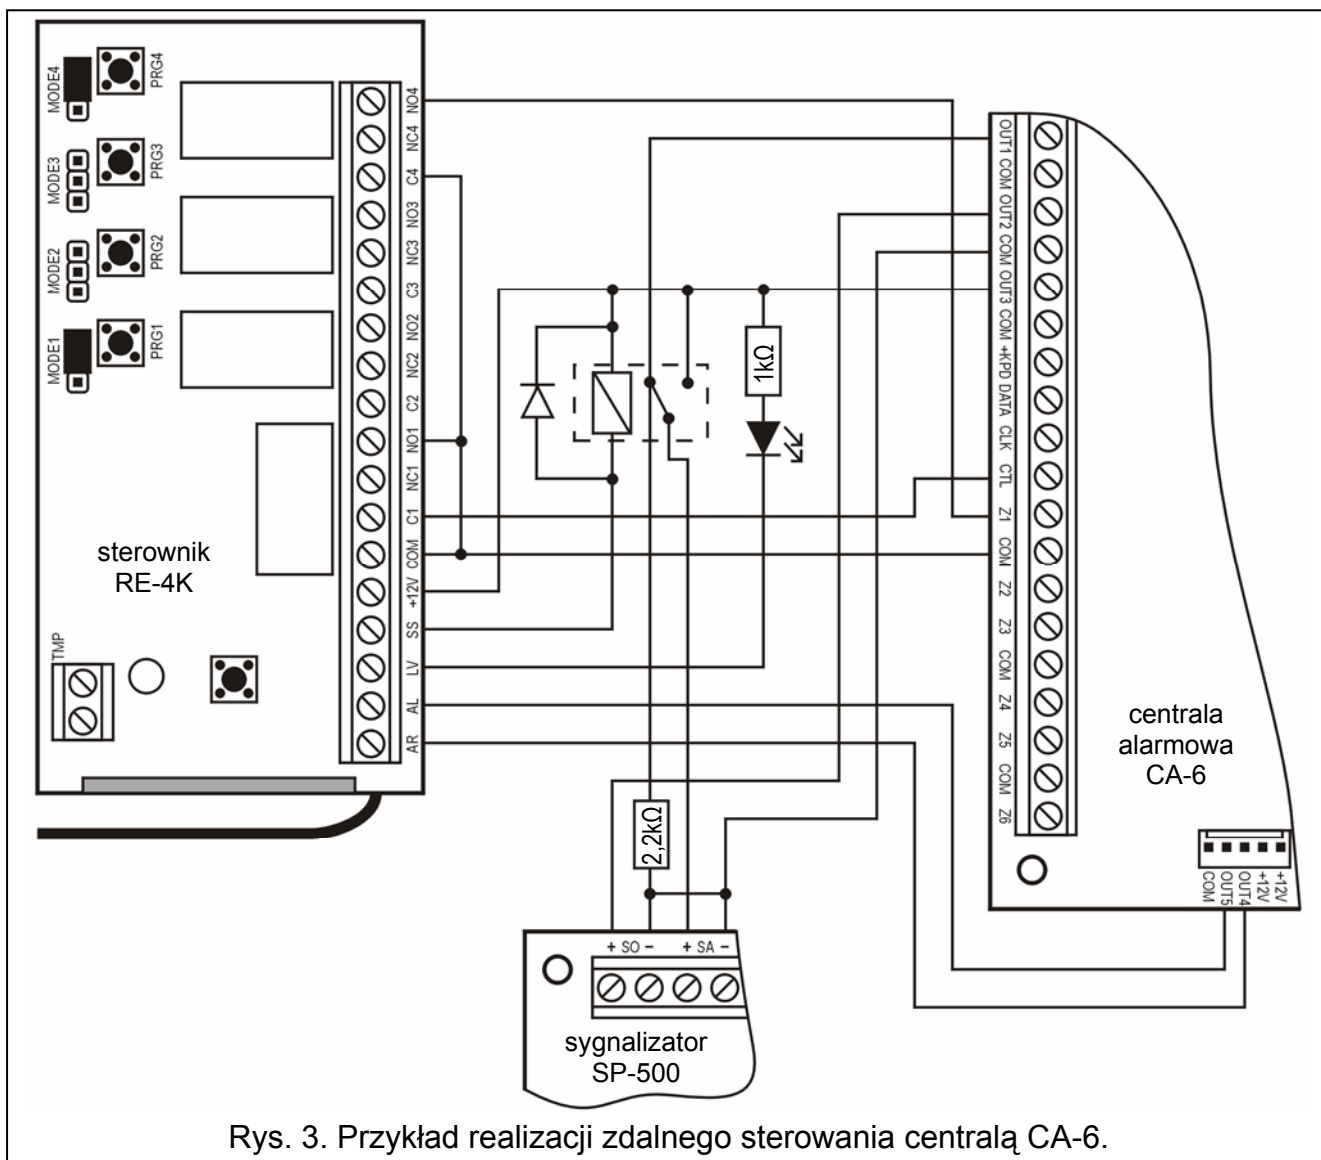 MODE4
PRG4
MODE3
PRG3
MODE2
PRG2
MODE1
PRG1
NO4
NC4
C4
NO3
NC3
C3
NO2
NC2
C2
NO1
NC1
C1
COM
+12V
SS
LV
AL
AR
sterownik
RE-4K
TMP
1kΩ
2,2kΩ
OUT1
COM
OUT2
COM
OUT3
COM
+KPD
DATA
CLK
CTL
Z1
COM
Z2
Z3
COM
Z4
Z5
COM
Z6
centrala
alarmowa
CA-6
COM
OUT5
OUT4
+12V
+12V
+ SO − + SA −
sygnalizator
SP-500
Rys. 3. Przykład realizacji zdalnego sterowania centralą CA-6.